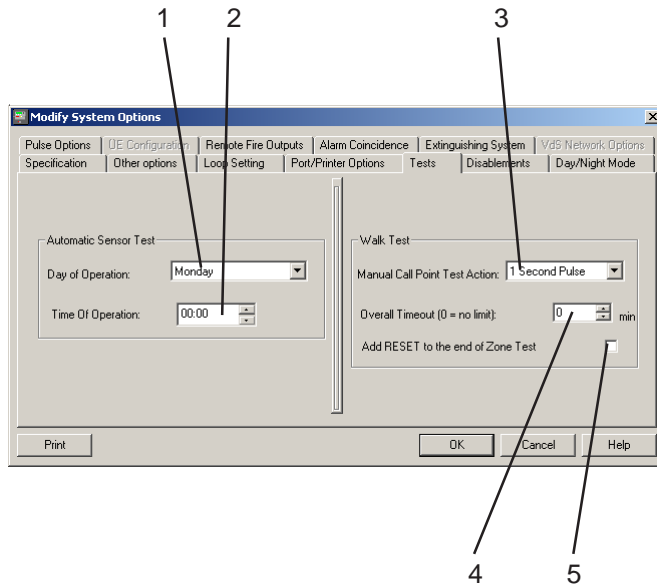 1 2 3
Modify System Options
Pulse Options UE Configuration Remote Fire Outputs Alarm Coincidence Extinguishing System VdS Network Options
Specification Other options Loop Setting Port/Printer Options Tests Disablements Day/Night Mode
Automatic Sensor Test
Day of Operation: Monday
Time Of Operation: 00:00
Walk Test
Manual Call Point Test Action: 1 Second Pulse
Overall Timeout (0 = no limit): 0 min
Add RESET to the end of Zone Test
Print OK Cancel Help
4 5